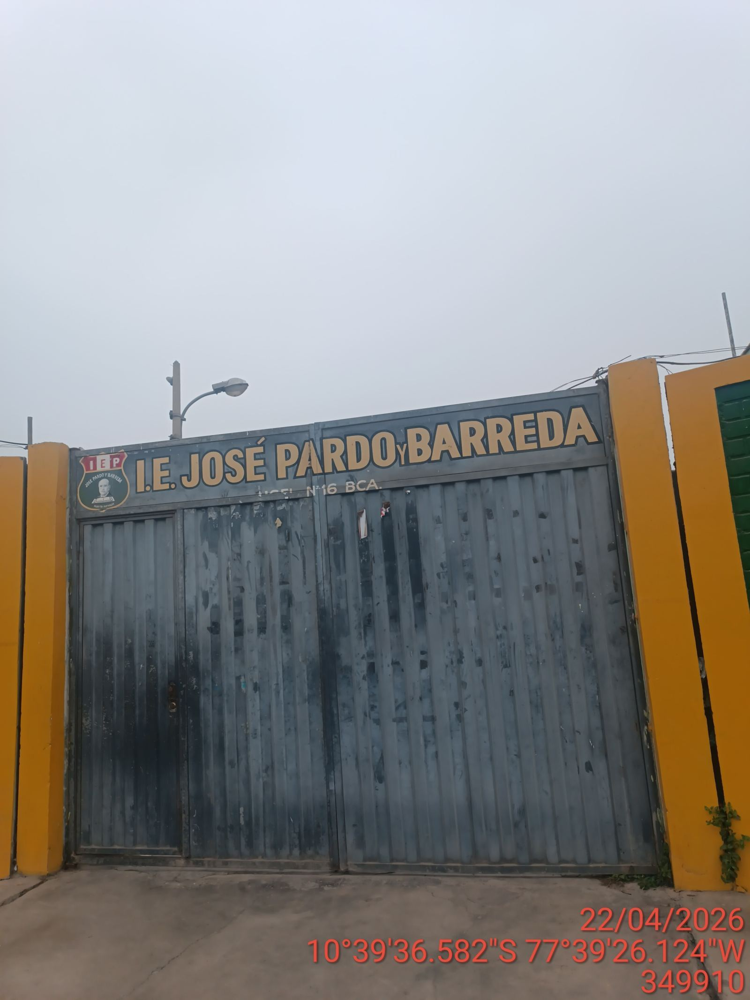 I E P
JOSE PARDO Y BARREDA
I.E. JOSÉ PARDO Y BARREDA
UGEL N°16 BCA.
22/04/2026
10°39'36.582"S 77°39'26.124"W
349910